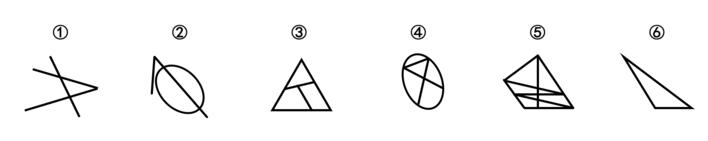 ① ② ③ ④ ⑤ ⑥